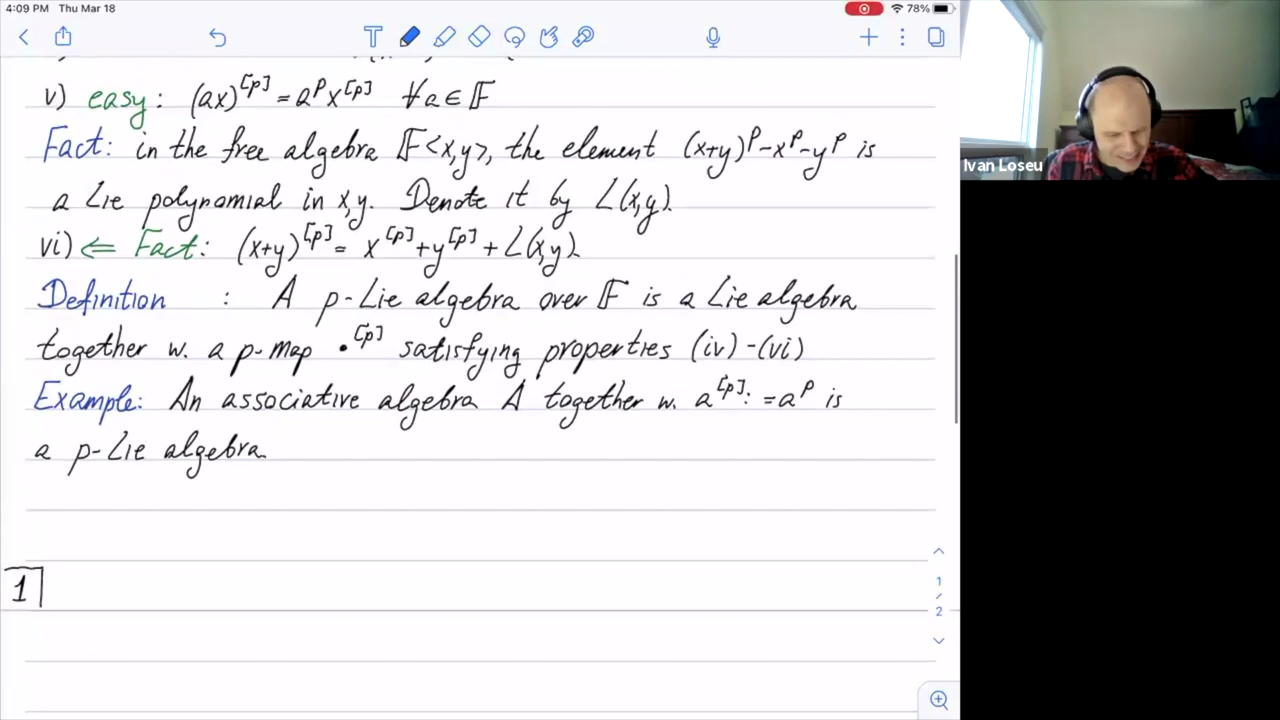 4:09 PM Thu Mar 18
78%
v) easy: (ax)^[p] = a^p x^[p] ∀a ∈ 𝔽
Fact: in the free algebra 𝔽<x,y>, the element (x+y)^p - x^p - y^p is
a Lie polynomial in x,y. Denote it by L(x,y).
vi) ⇐ Fact: (x+y)^[p] = x^[p] + y^[p] + L(x,y).
Definition : A p-Lie algebra over 𝔽 is a Lie algebra
together w. a p-map •^[p] satisfying properties (iv) - (vi)
Example: An associative algebra A together w. a^[p] := a^p is
a p-Lie algebra.
1
1
/
2
Ivan Loseu